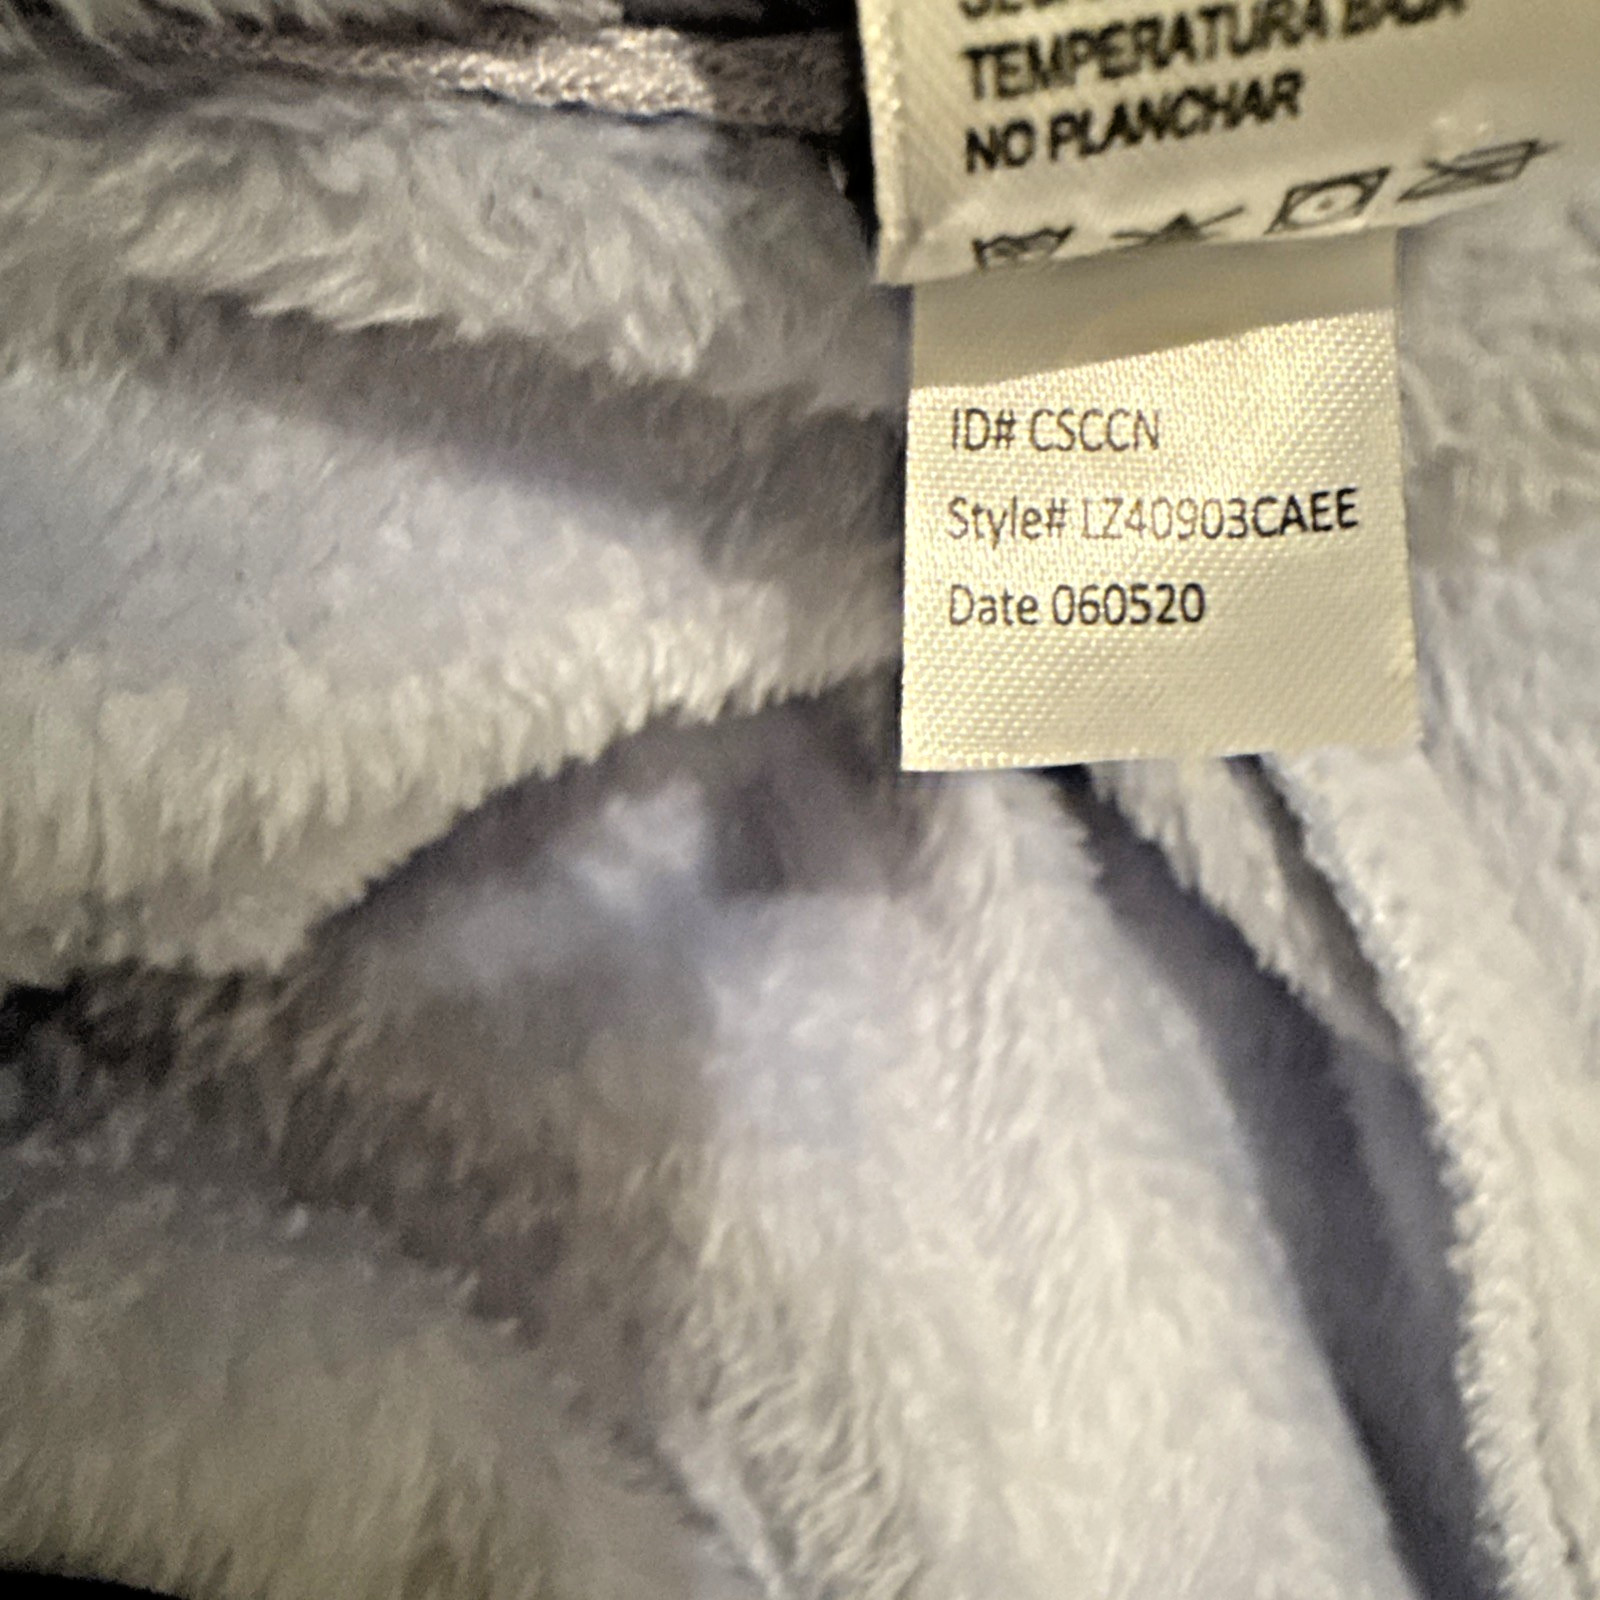 TEMPERATURA BAJA
NO PLANCHAR
ID# CSCCN
Style# LZ40903CAEE
Date 060520